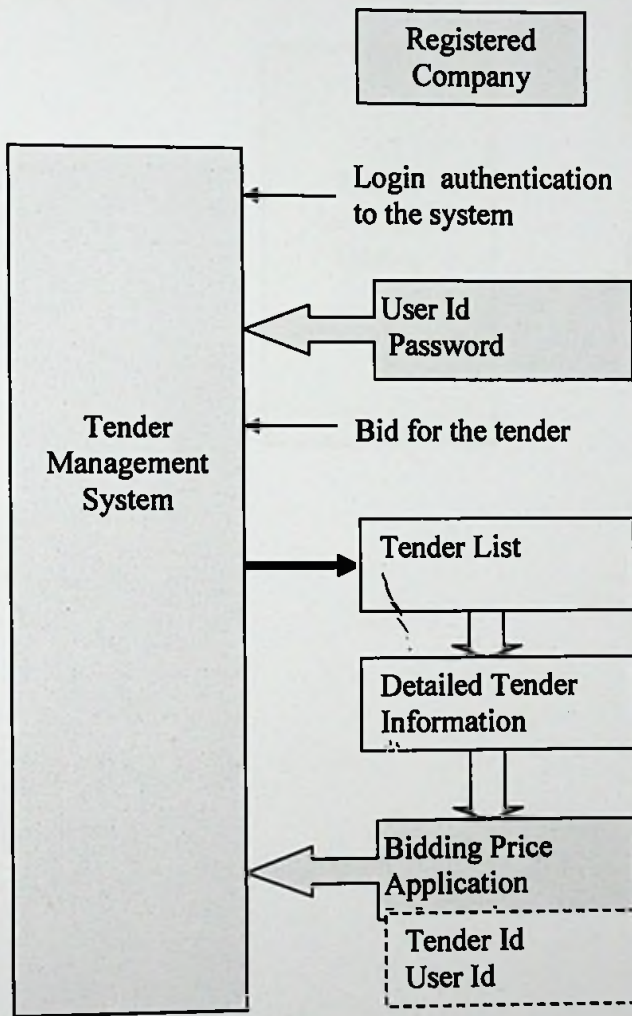 Registered
Company
Login authentication
to the system
User Id
Password
Tender
Management
System
Bid for the tender
Tender List
Detailed Tender
Information
Bidding Price
Application
Tender Id
User Id